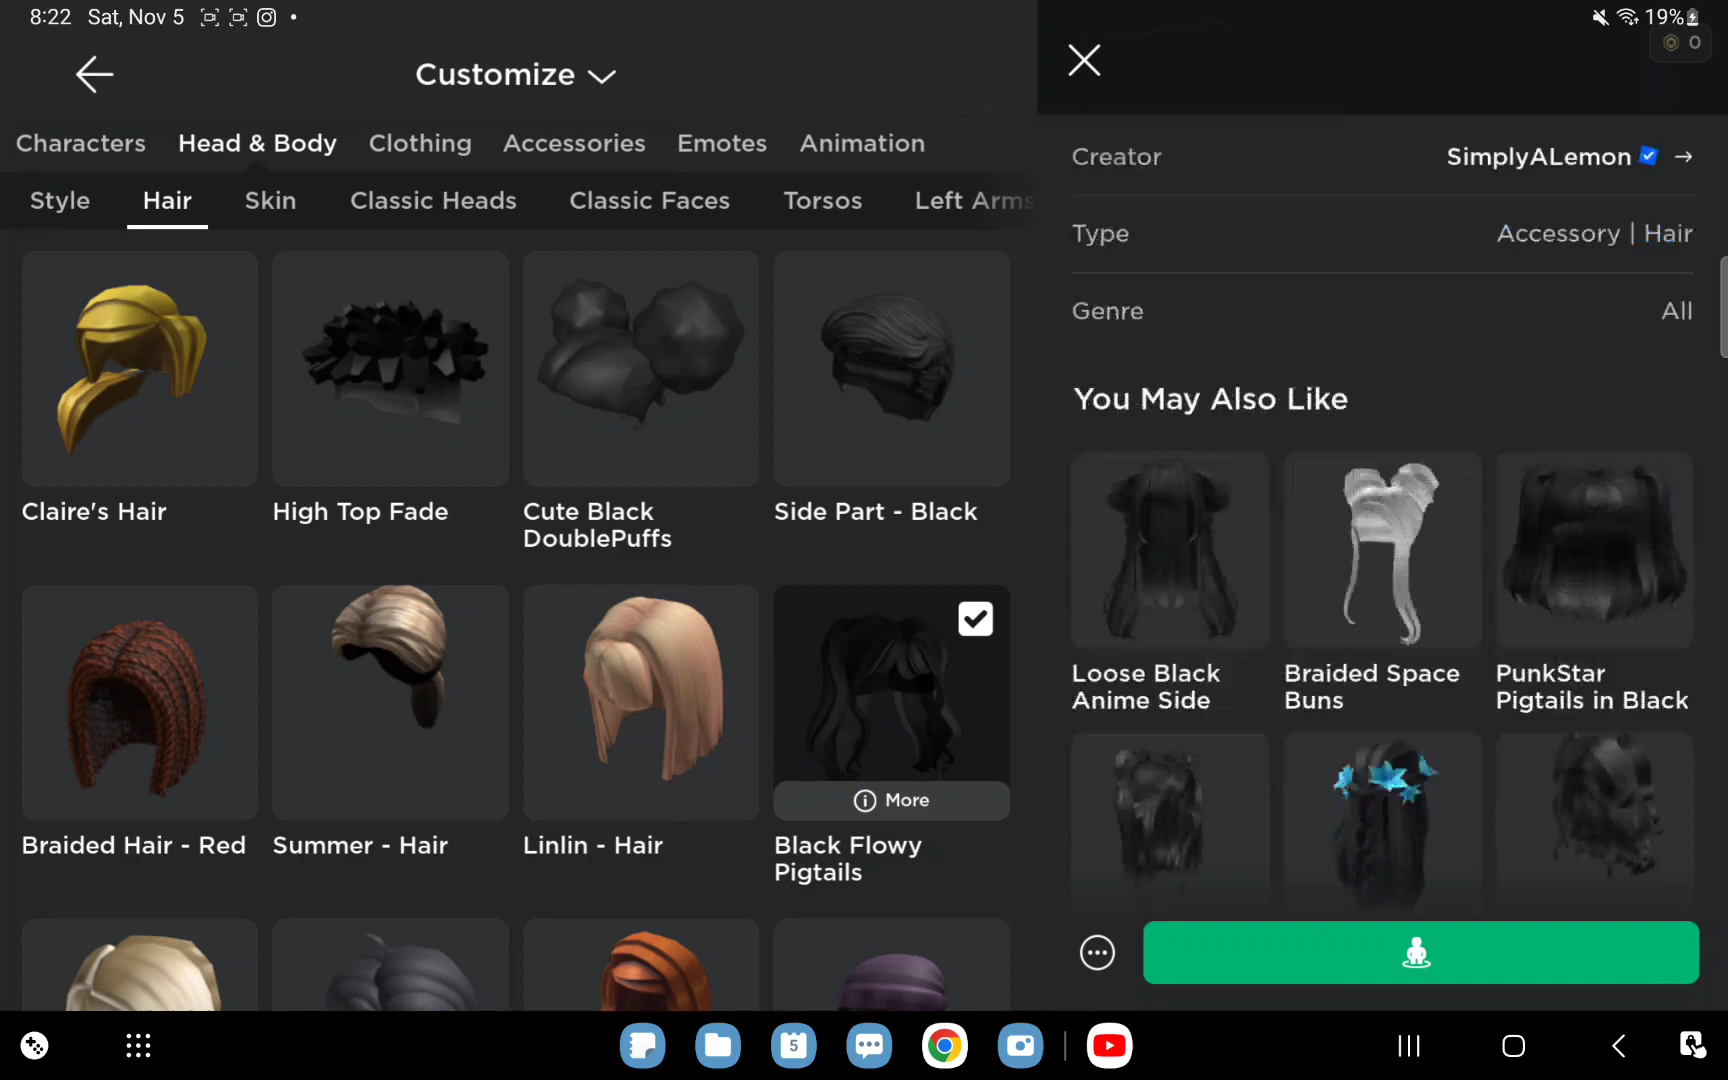 8:22 Sat, Nov 5
19%
0
Customize
Characters Head & Body Clothing Accessories Emotes Animation
Style Hair Skin Classic Heads Classic Faces Torsos Left Arms
Claire's Hair
High Top Fade
Cute Black
DoublePuffs
Side Part - Black
More
Braided Hair - Red
Summer - Hair
Linlin - Hair
Black Flowy
Pigtails
Creator SimplyALemon
Type Accessory | Hair
Genre All
You May Also Like
Loose Black
Anime Side
Braided Space
Buns
PunkStar
Pigtails in Black
5